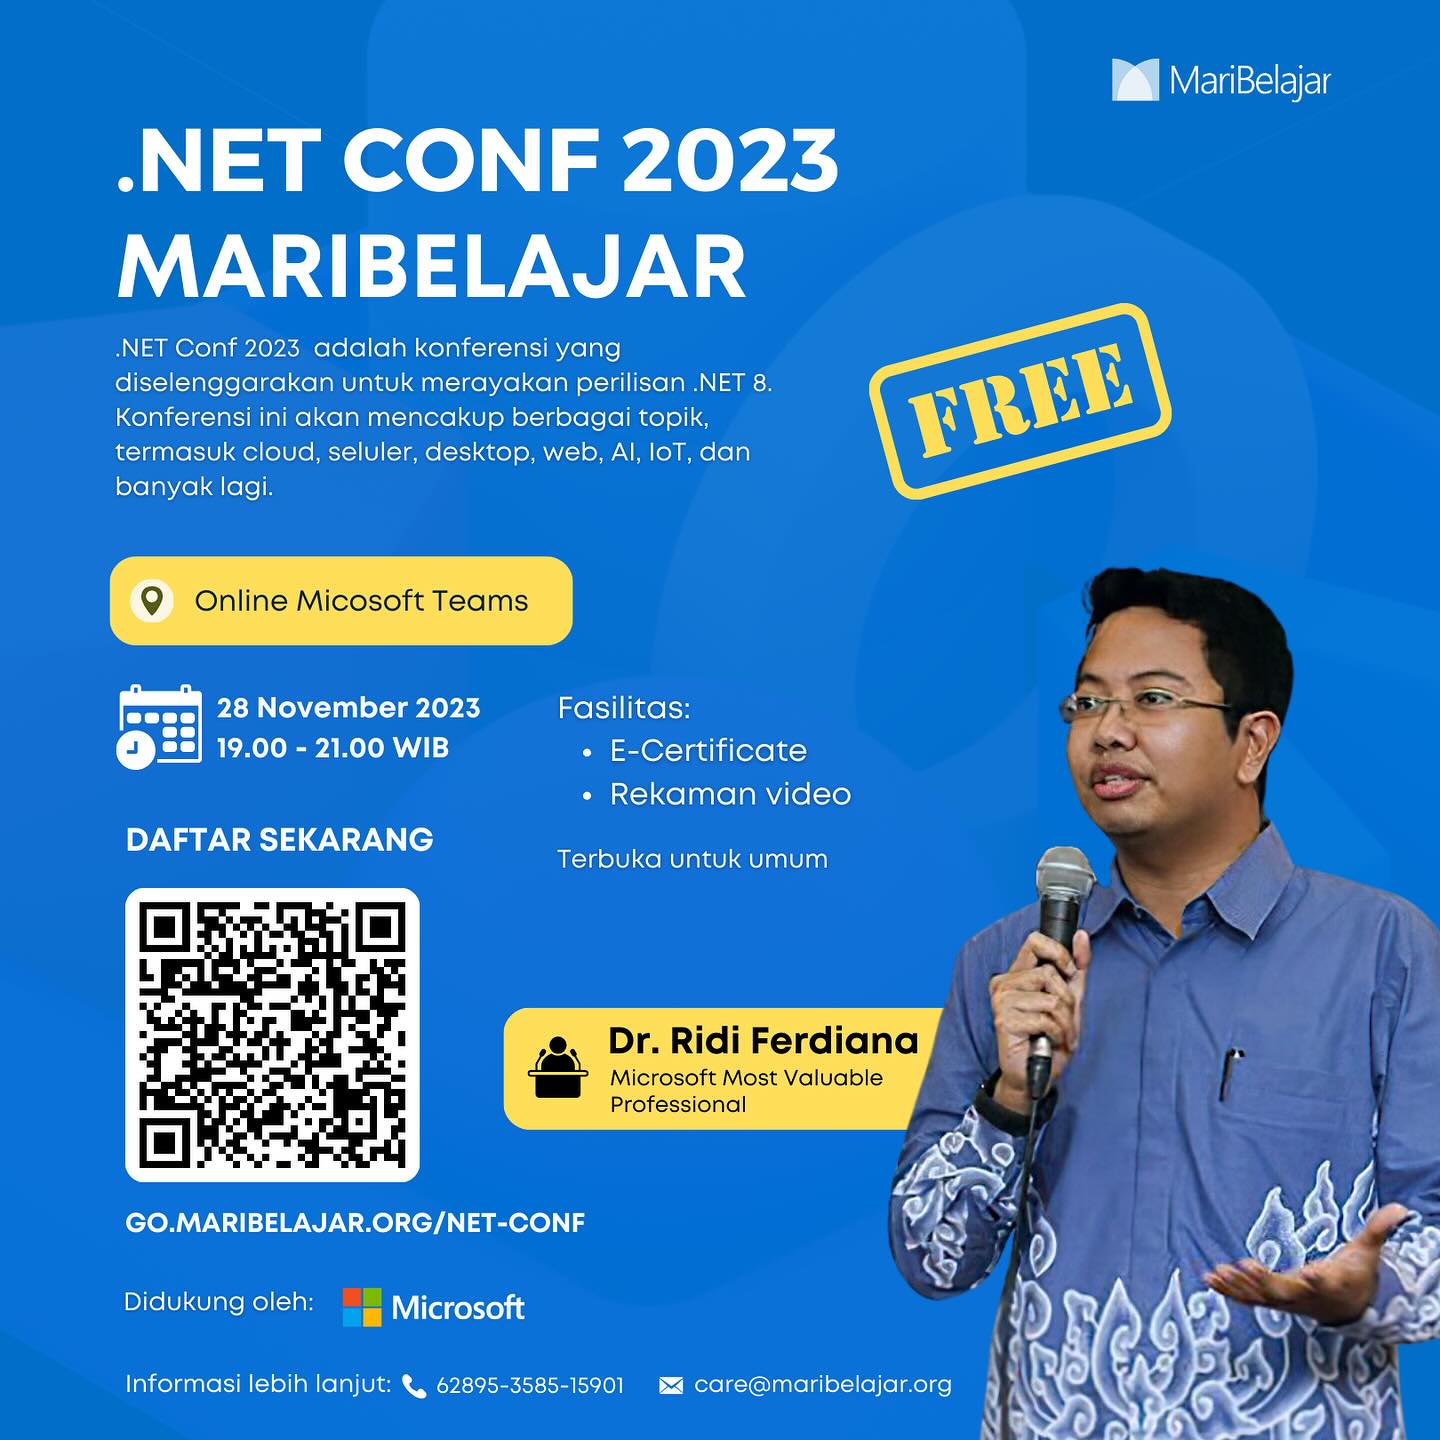 MariBelajar
.NET CONF 2023
MARIBELAJAR
.NET Conf 2023 adalah konferensi yang
diselenggarakan untuk merayakan perilisan .NET 8.
Konferensi ini akan mencakup berbagai topik,
termasuk cloud, seluler, desktop, web, AI, IoT, dan
banyak lagi.
FREE
Online Micosoft Teams
28 November 2023
19.00 - 21.00 WIB
Fasilitas:
• E-Certificate
• Rekaman video
Terbuka untuk umum
DAFTAR SEKARANG
Dr. Ridi Ferdiana
Microsoft Most Valuable
Professional
GO.MARIBELAJAR.ORG/NET-CONF
Didukung oleh: Microsoft
Informasi lebih lanjut: 62895-3585-15901 care@maribelajar.org